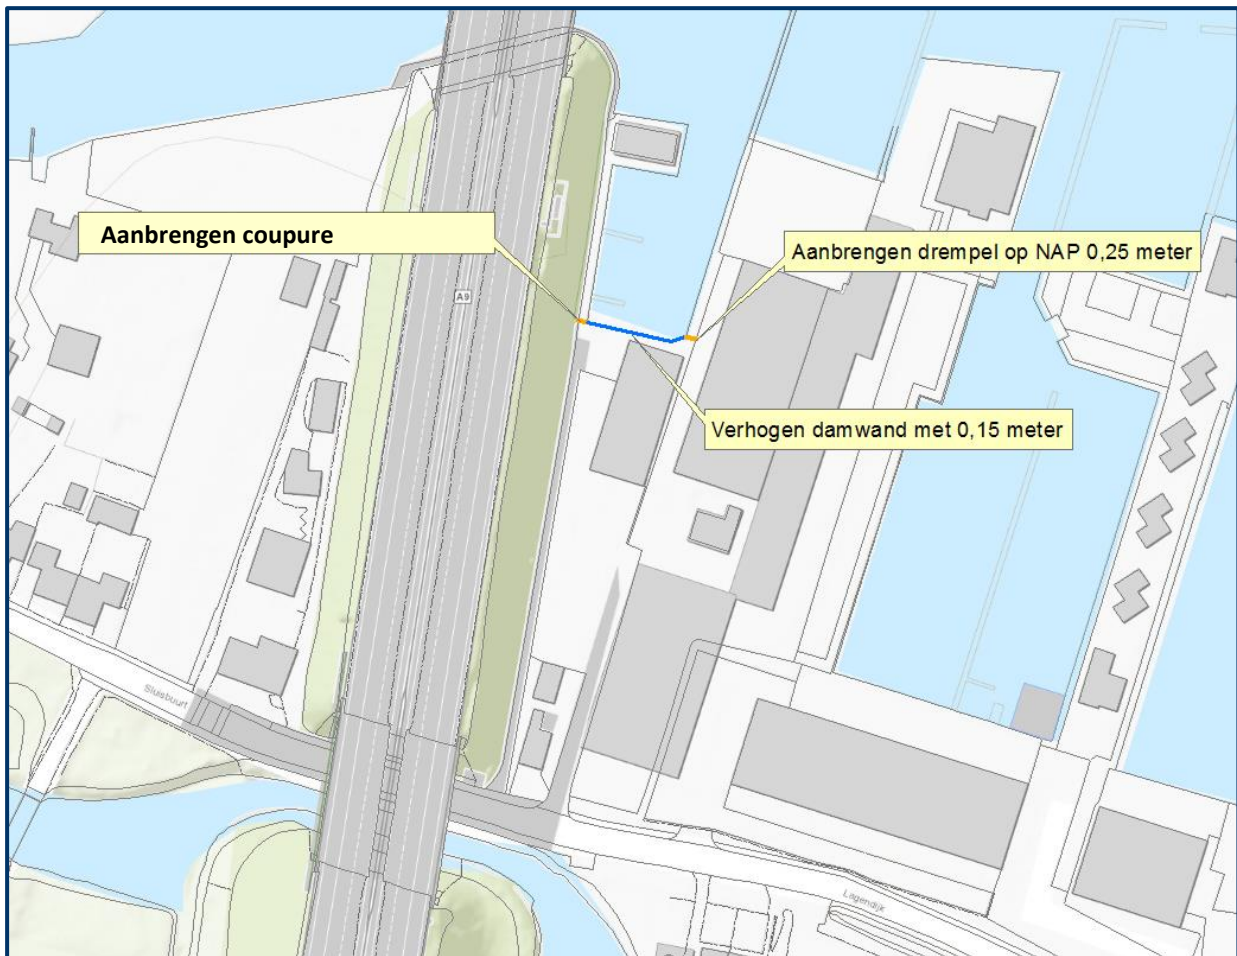 Aanbrengen coupure
Aanbrengen drempel op NAP 0,25 meter
A9
Verhogen damwand met 0,15 meter
Sluisbuurt
Lagendijk